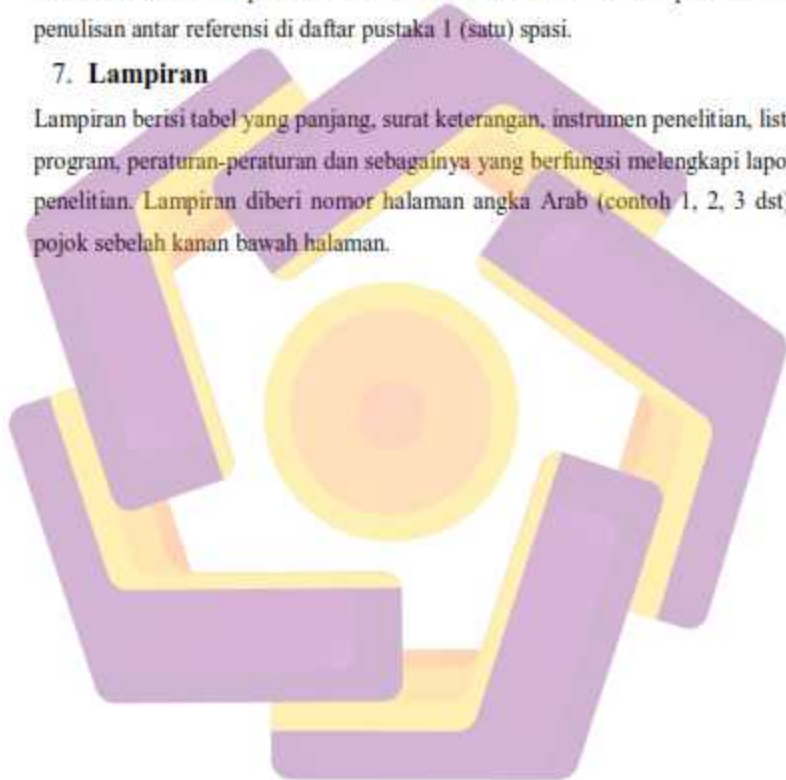 penulisan antar referensi di daftar pustaka 1 (satu) spasi.
7. Lampiran
Lampiran berisi tabel yang panjang, surat keterangan, instrumen penelitian, list
program, peraturan-peraturan dan sebagainya yang berfungsi melengkapi lapo
penelitian. Lampiran diberi nomor halaman angka Arab (contoh 1, 2, 3 dst)
pojok sebelah kanan bawah halaman.